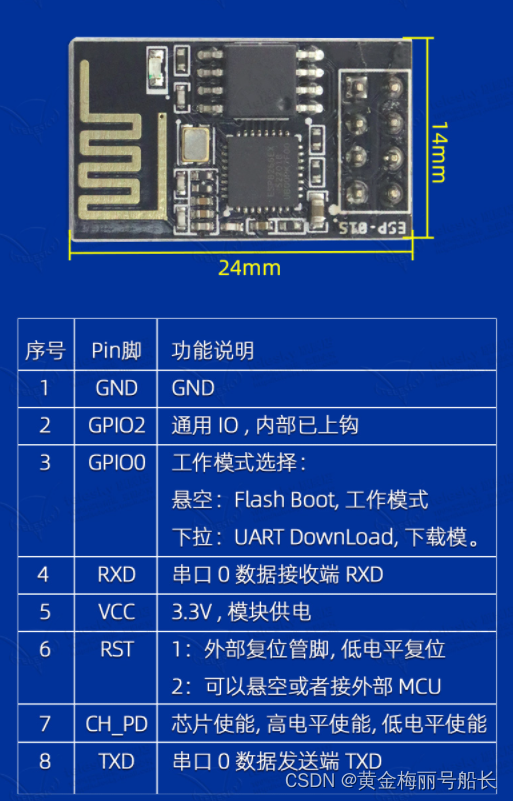 14mm
ESP-01S
24mm
序号 Pin脚 功能说明
1 GND GND
2 GPIO2 通用 IO , 内部已上钩
3 GPIO0 工作模式选择：
悬空：Flash Boot, 工作模式
下拉：UART DownLoad, 下载模。
4 RXD 串口 0 数据接收端 RXD
5 VCC 3.3V , 模块供电
6 RST 1：外部复位管脚, 低电平复位
2：可以悬空或者接外部 MCU
7 CH_PD 芯片使能, 高电平使能, 低电平使能
8 TXD 串口 0 数据发送端 TXD
CSDN @黄金梅丽号船长